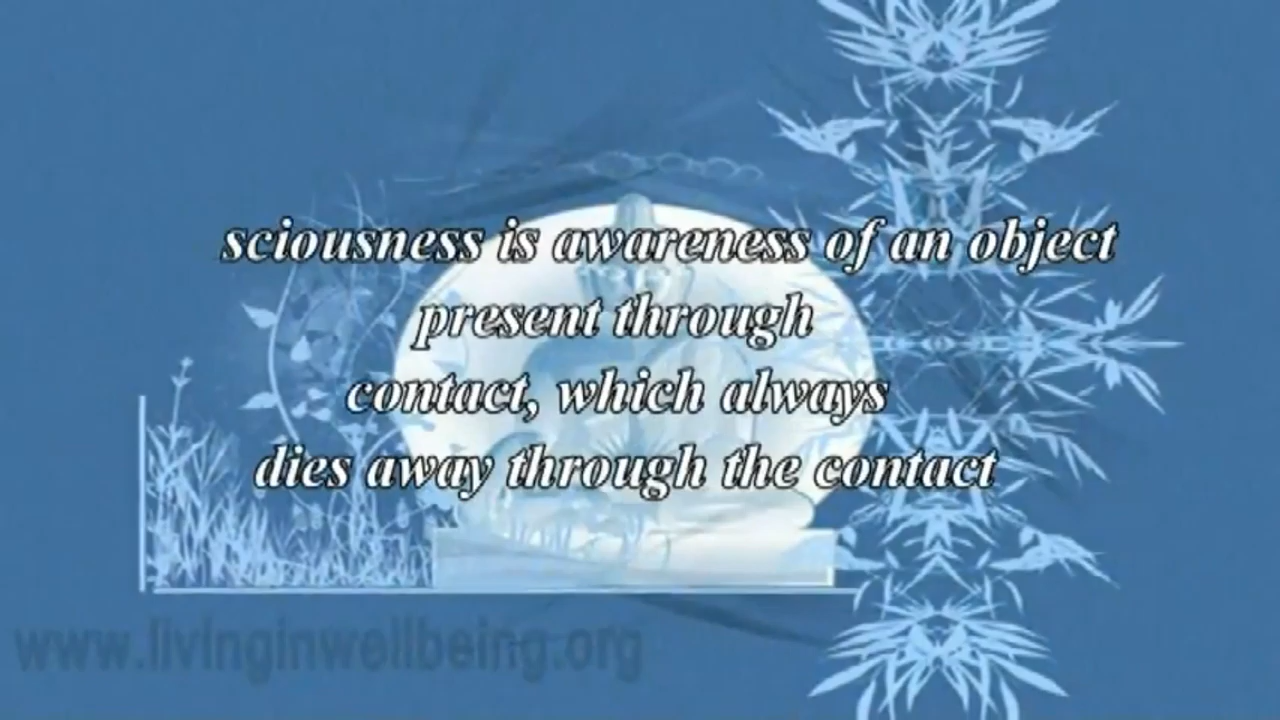 sciousness is awareness of an object
present through
contact, which always
dies away through the contact
www.livinginwellbeing.org